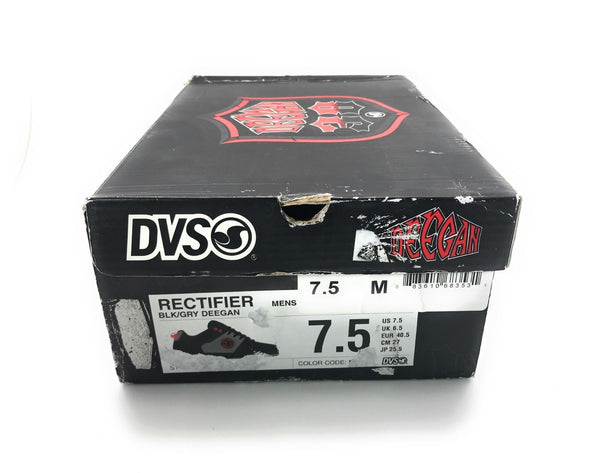 DVS
DEEGAN
7.5 M
RECTIFIER MENS
BLK/GRY DEEGAN
7.5
US 7.5
UK 6.5
EUR 40.5
CM 27
JP 25.5
COLOR CODE:
DVS